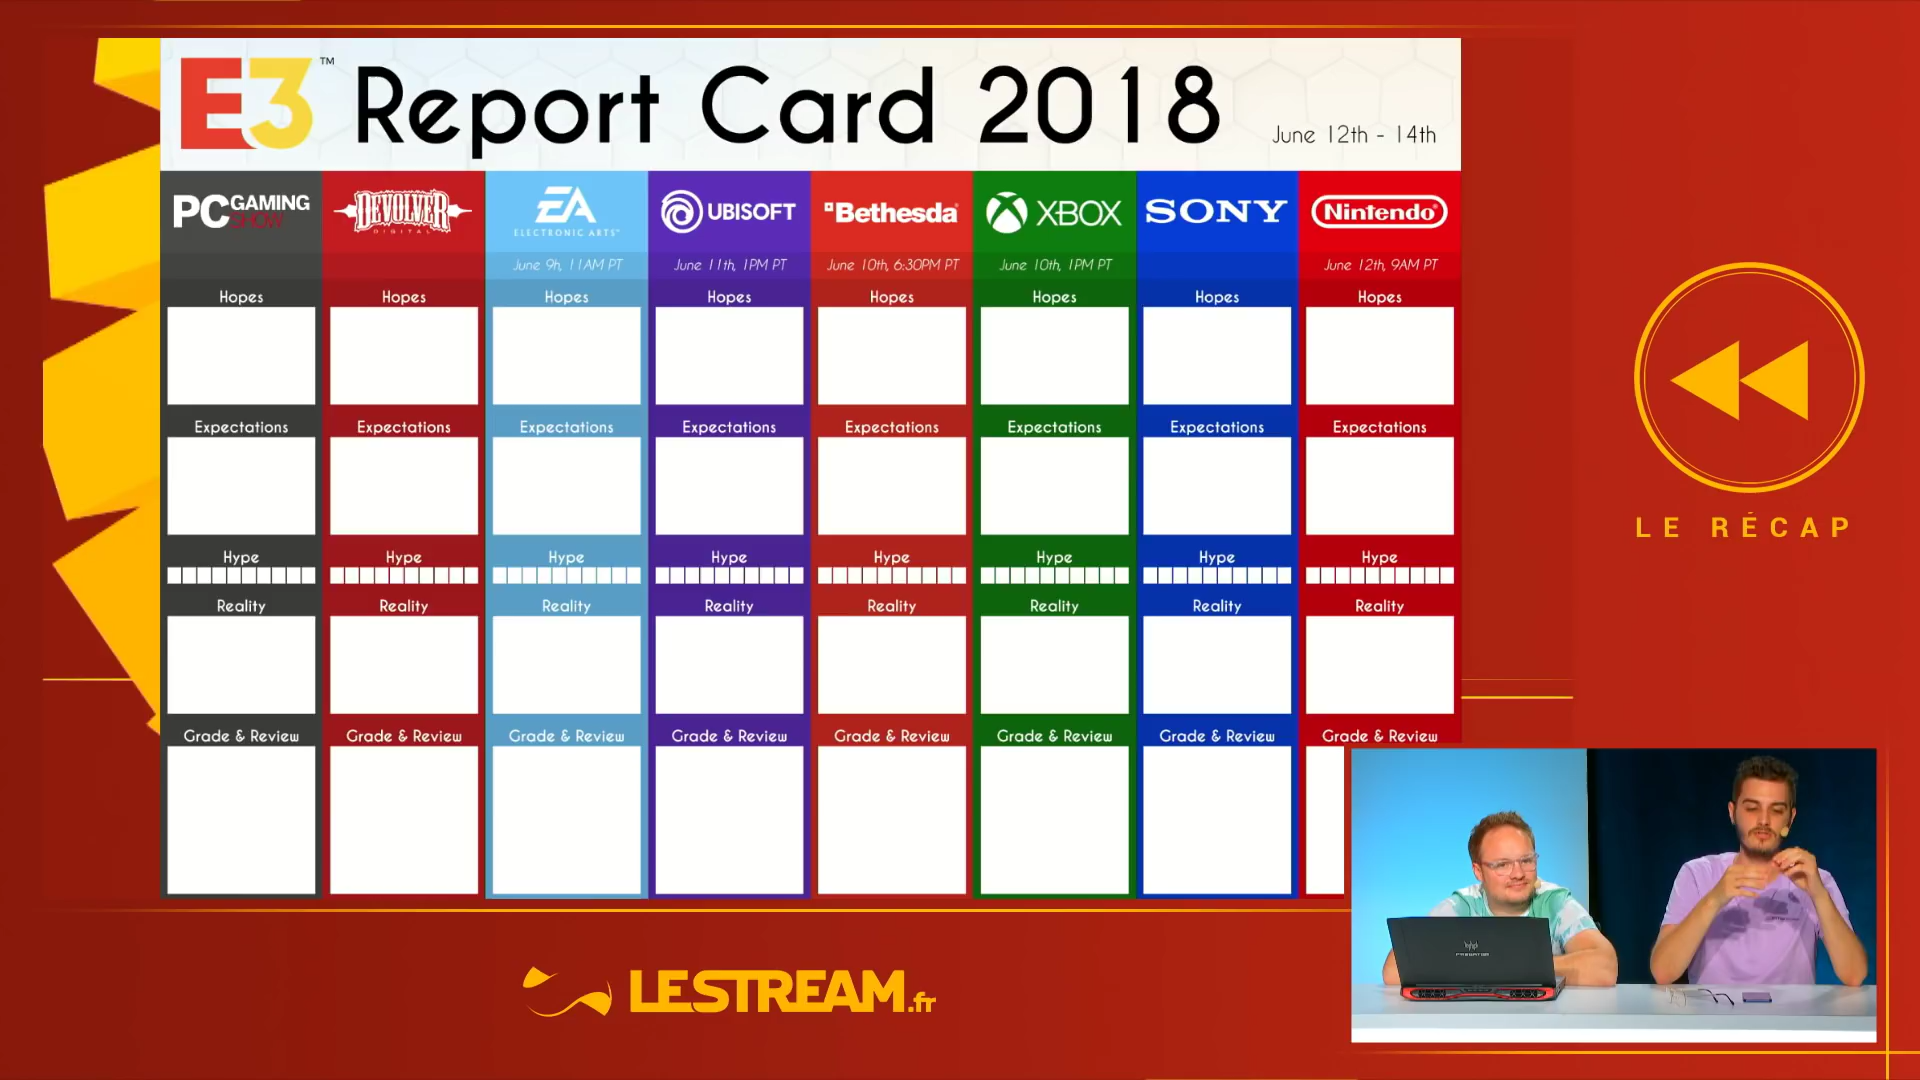 E3™ Report Card 2018 June 12th - 14th
PC GAMING SHOW
DEVOLVER DIGITAL
EA ELECTRONIC ARTS™
UBISOFT
Bethesda
XBOX
SONY
Nintendo
June 9h, 11AM PT
June 11th, 1PM PT
June 10th, 6:30PM PT
June 10th, 1PM PT
June 12th, 9AM PT
Hopes Hopes Hopes Hopes Hopes Hopes Hopes Hopes
Expectations Expectations Expectations Expectations Expectations Expectations Expectations Expectations
Hype Hype Hype Hype Hype Hype Hype Hype
Reality Reality Reality Reality Reality Reality Reality Reality
Grade & Review Grade & Review Grade & Review Grade & Review Grade & Review Grade & Review Grade & Review Grade & Review
LE RÉCAP
PREDATOR
LESTREAM.fr